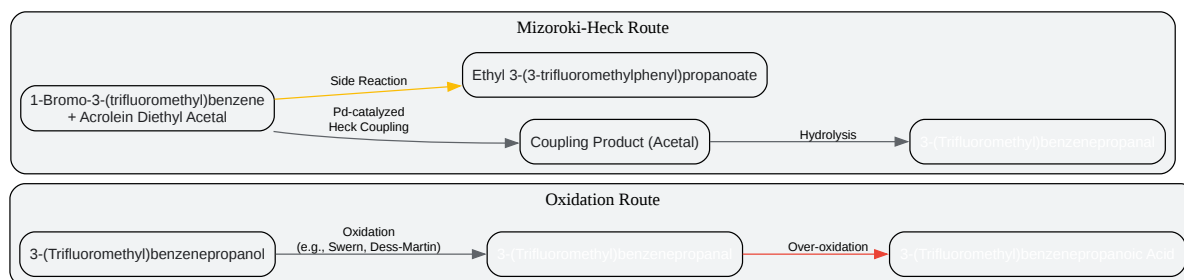 Mizoroki-Heck Route
Ethyl 3-(3-trifluoromethylphenyl)propanoate
Side Reaction
1-Bromo-3-(trifluoromethyl)benzene
+ Acrolein Diethyl Acetal
Pd-catalyzed
Heck Coupling
Coupling Product (Acetal)
Hydrolysis
3-(Trifluoromethyl)benzenepropanal
Oxidation Route
3-(Trifluoromethyl)benzenepropanol
Oxidation
(e.g., Swern, Dess-Martin)
3-(Trifluoromethyl)benzenepropanal
Over-oxidation
3-(Trifluoromethyl)benzenepropanoic Acid